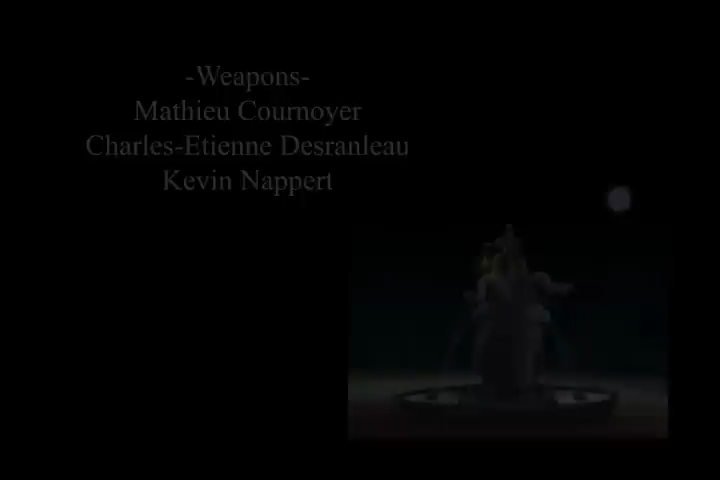 -Weapons-
Mathieu Cournoyer
Charles-Etienne Desranleau
Kevin Nappert